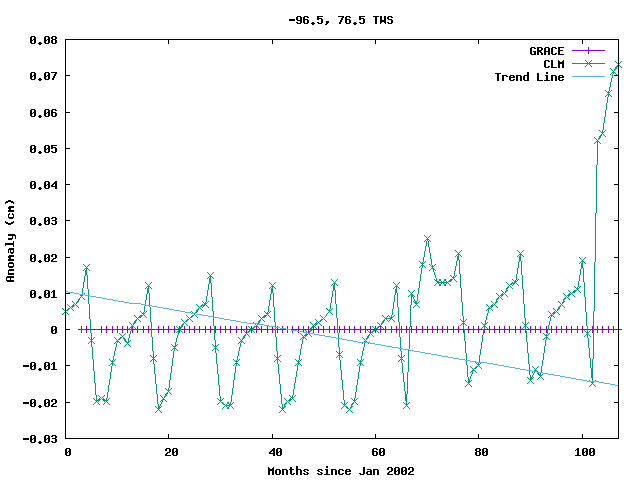 -96.5, 76.5 TWS
GRACE
CLM
Trend Line
0.08
0.07
0.06
0.05
0.04
0.03
0.02
0.01
0
-0.01
-0.02
-0.03
Anomaly (cm)
0 20 40 60 80 100
Months since Jan 2002